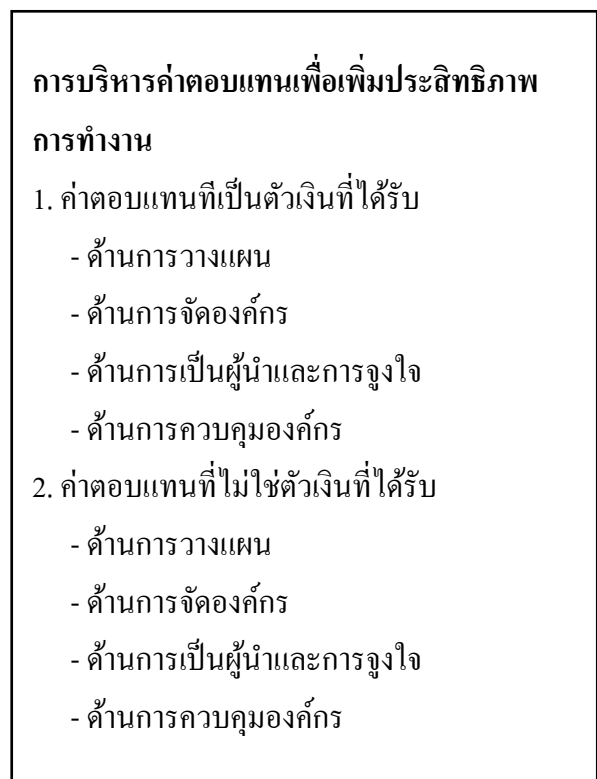 การบริหารค่าตอบแทนเพื่อเพิ่มประสิทธิภาพ
การทำงาน
1. ค่าตอบแทนทีเป็นตัวเงินที่ได้รับ
- ด้านการวางแผน
- ด้านการจัดองค์กร
- ด้านการเป็นผู้นำและการจูงใจ
- ด้านการควบคุมองค์กร
2. ค่าตอบแทนที่ไม่ใช่ตัวเงินที่ได้รับ
- ด้านการวางแผน
- ด้านการจัดองค์กร
- ด้านการเป็นผู้นำและการจูงใจ
- ด้านการควบคุมองค์กร